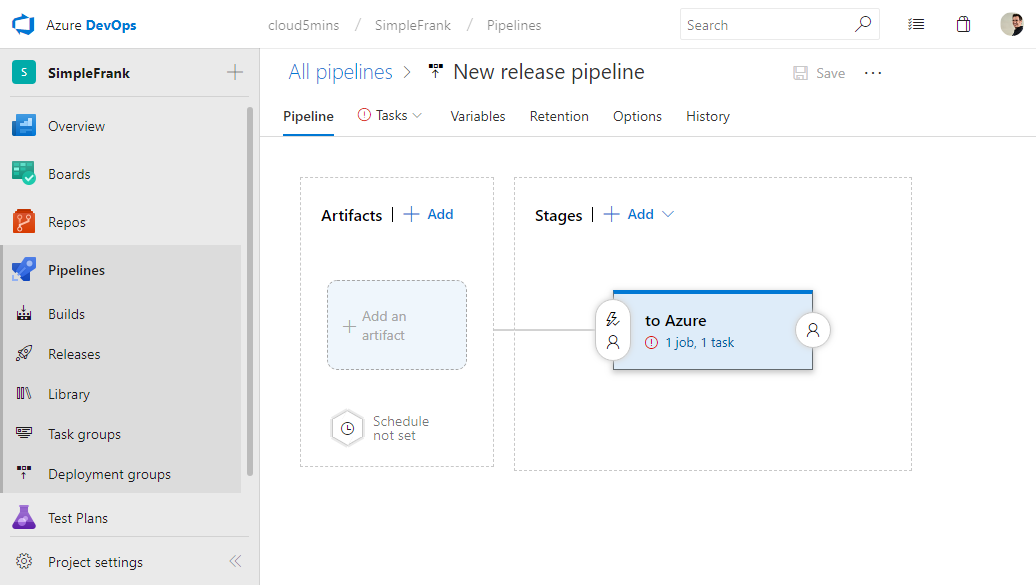 Azure DevOps
cloud5mins / SimpleFrank / Pipelines
Search
S SimpleFrank
Overview
Boards
Repos
Pipelines
Builds
Releases
Library
Task groups
Deployment groups
Test Plans
Project settings
All pipelines > New release pipeline
Save
Pipeline Tasks Variables Retention Options History
Artifacts | + Add
Add an
artifact
Schedule
not set
Stages | + Add
to Azure
1 job, 1 task